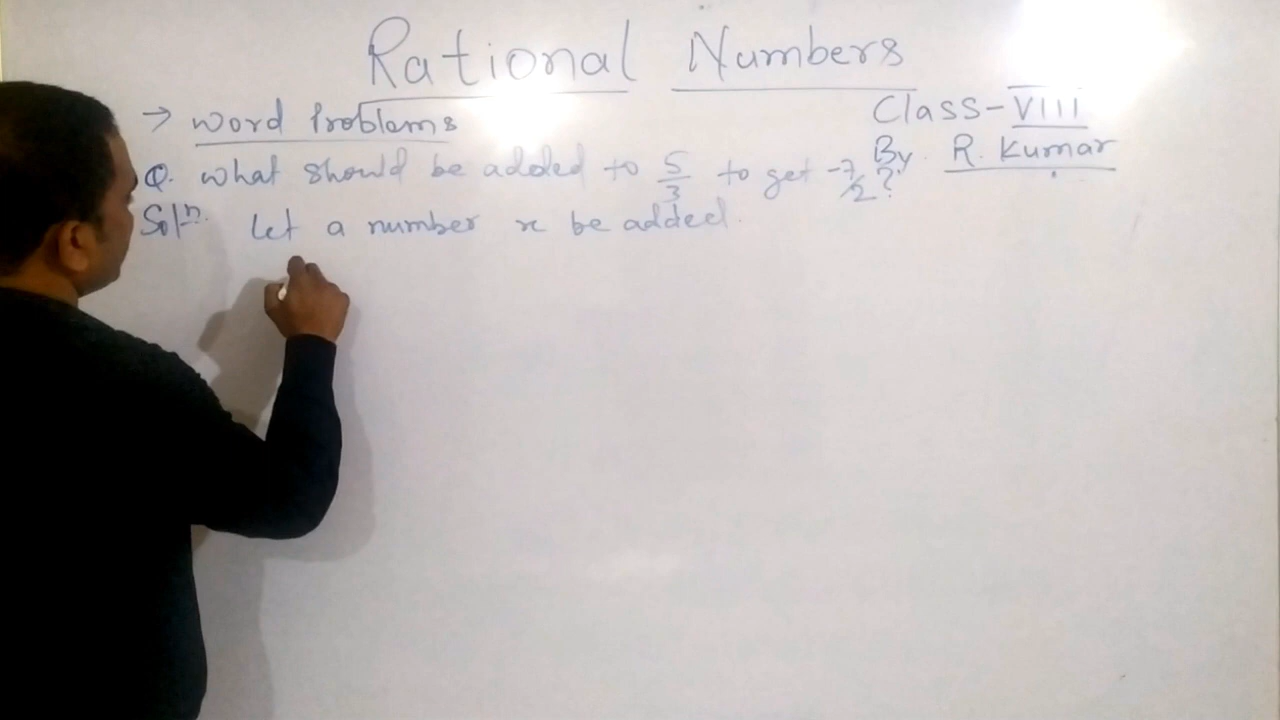 Rational Numbers
→ Word Problems
Class-VIII
By. R. Kumar
Q. What should be added to 5/3 to get -7/2?
Sol^n. Let a number x be added.